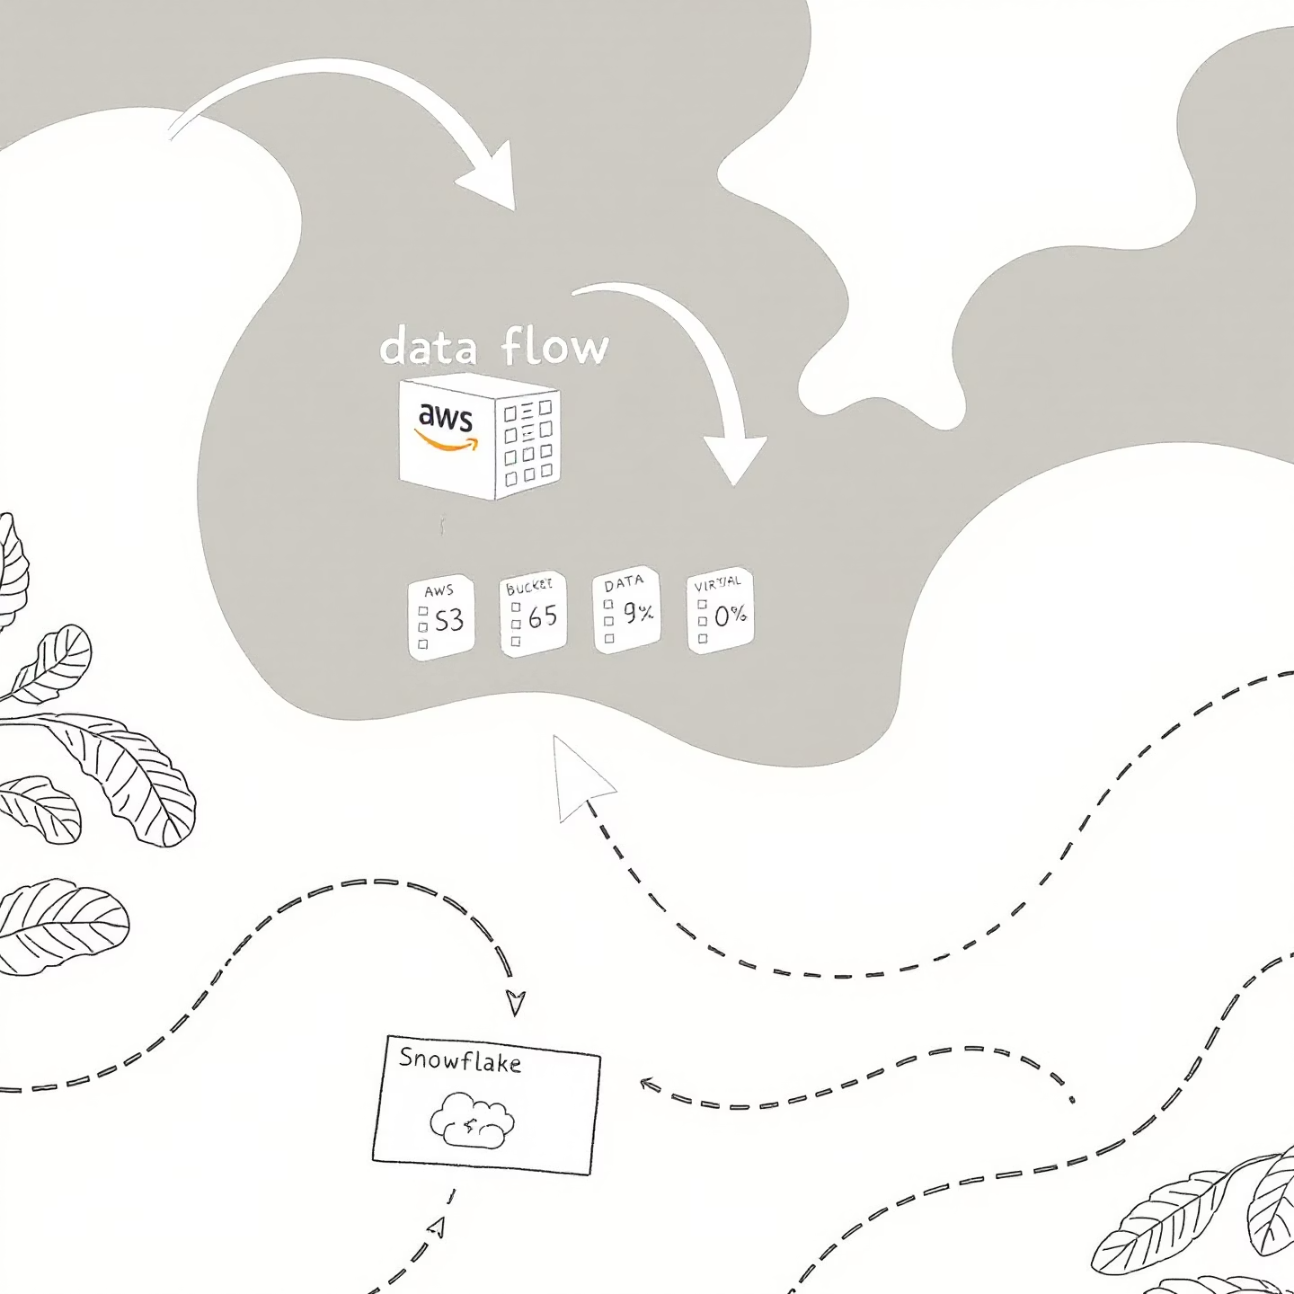 data flow
aws
AWS
S3
BUCKET
65
DATA
9%
0%
Snowflake